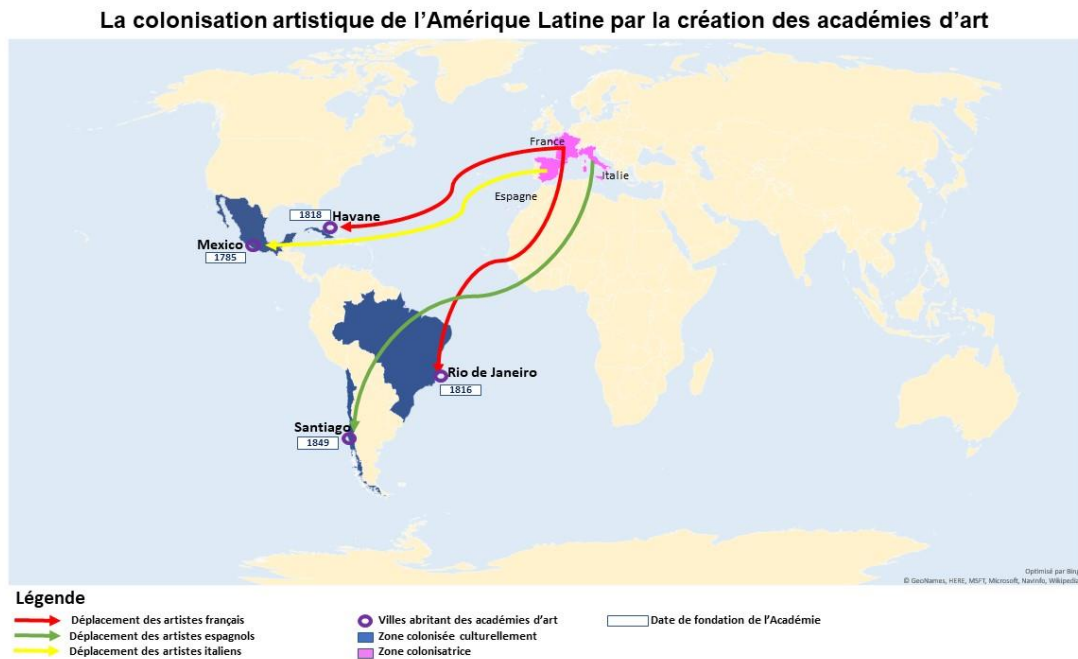 La colonisation artistique de l'Amérique Latine par la création des académies d'art
France
Italie
Espagne
1818
Havane
Mexico
1785
Rio de Janeiro
1816
Santiago
1849
Optimisé par Bing
© GeoNames, HERE, MSFT, Microsoft, Navinfo, Wikipedia
Légende
Déplacement des artistes français
Déplacement des artistes espagnols
Déplacement des artistes italiens
Villes abritant des académies d'art
Zone colonisée culturellement
Zone colonisatrice
Date de fondation de l'Académie